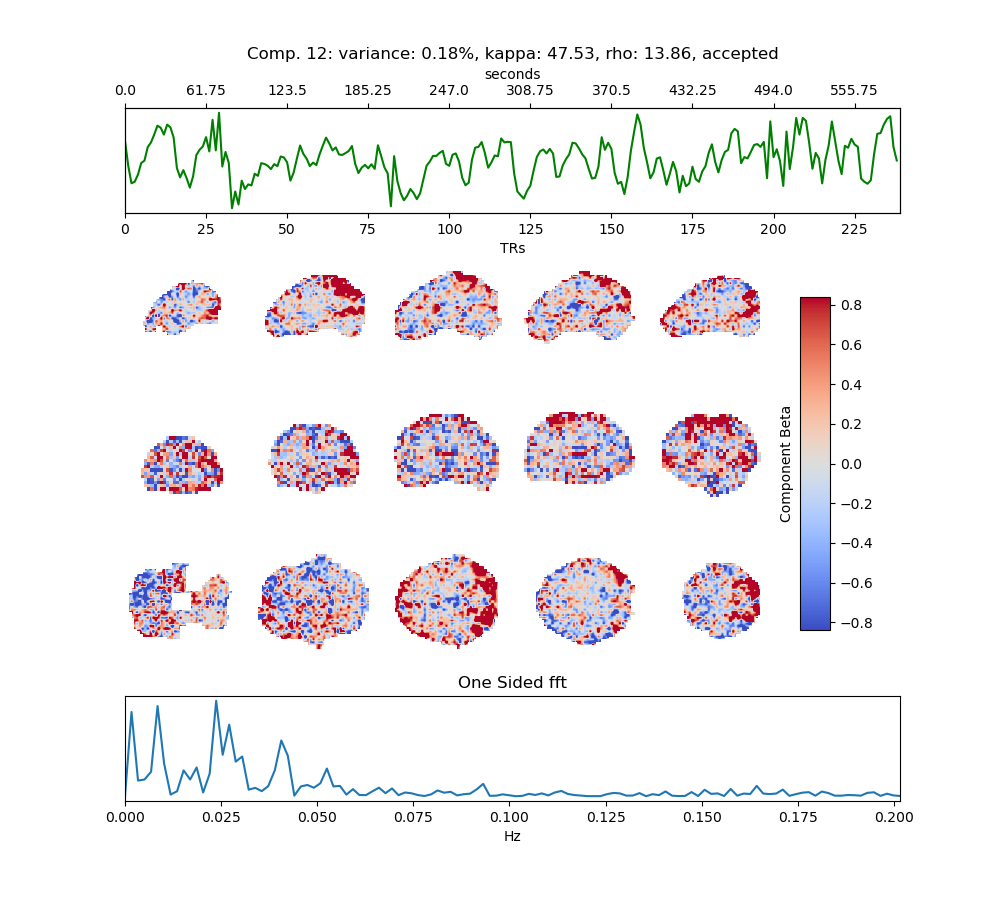 Comp. 12: variance: 0.18%, kappa: 47.53, rho: 13.86, accepted
seconds
0.0 61.75 123.5 185.25 247.0 308.75 370.5 432.25 494.0 555.75
0 25 50 75 100 125 150 175 200 225
TRs
0.8
0.6
0.4
0.2
0.0
−0.2
−0.4
−0.6
−0.8
Component Beta
One Sided fft
0.000 0.025 0.050 0.075 0.100 0.125 0.150 0.175 0.200
Hz